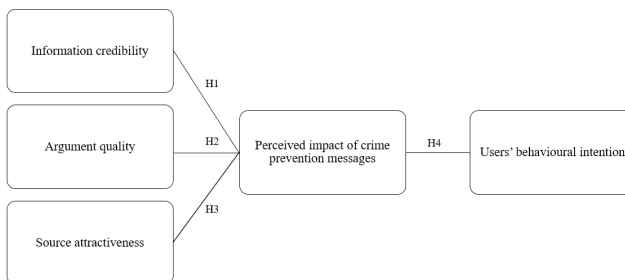 Information credibility
H1
Argument quality
H2
Perceived impact of crime
prevention messages
H4
Users' behavioural intention
H3
Source attractiveness